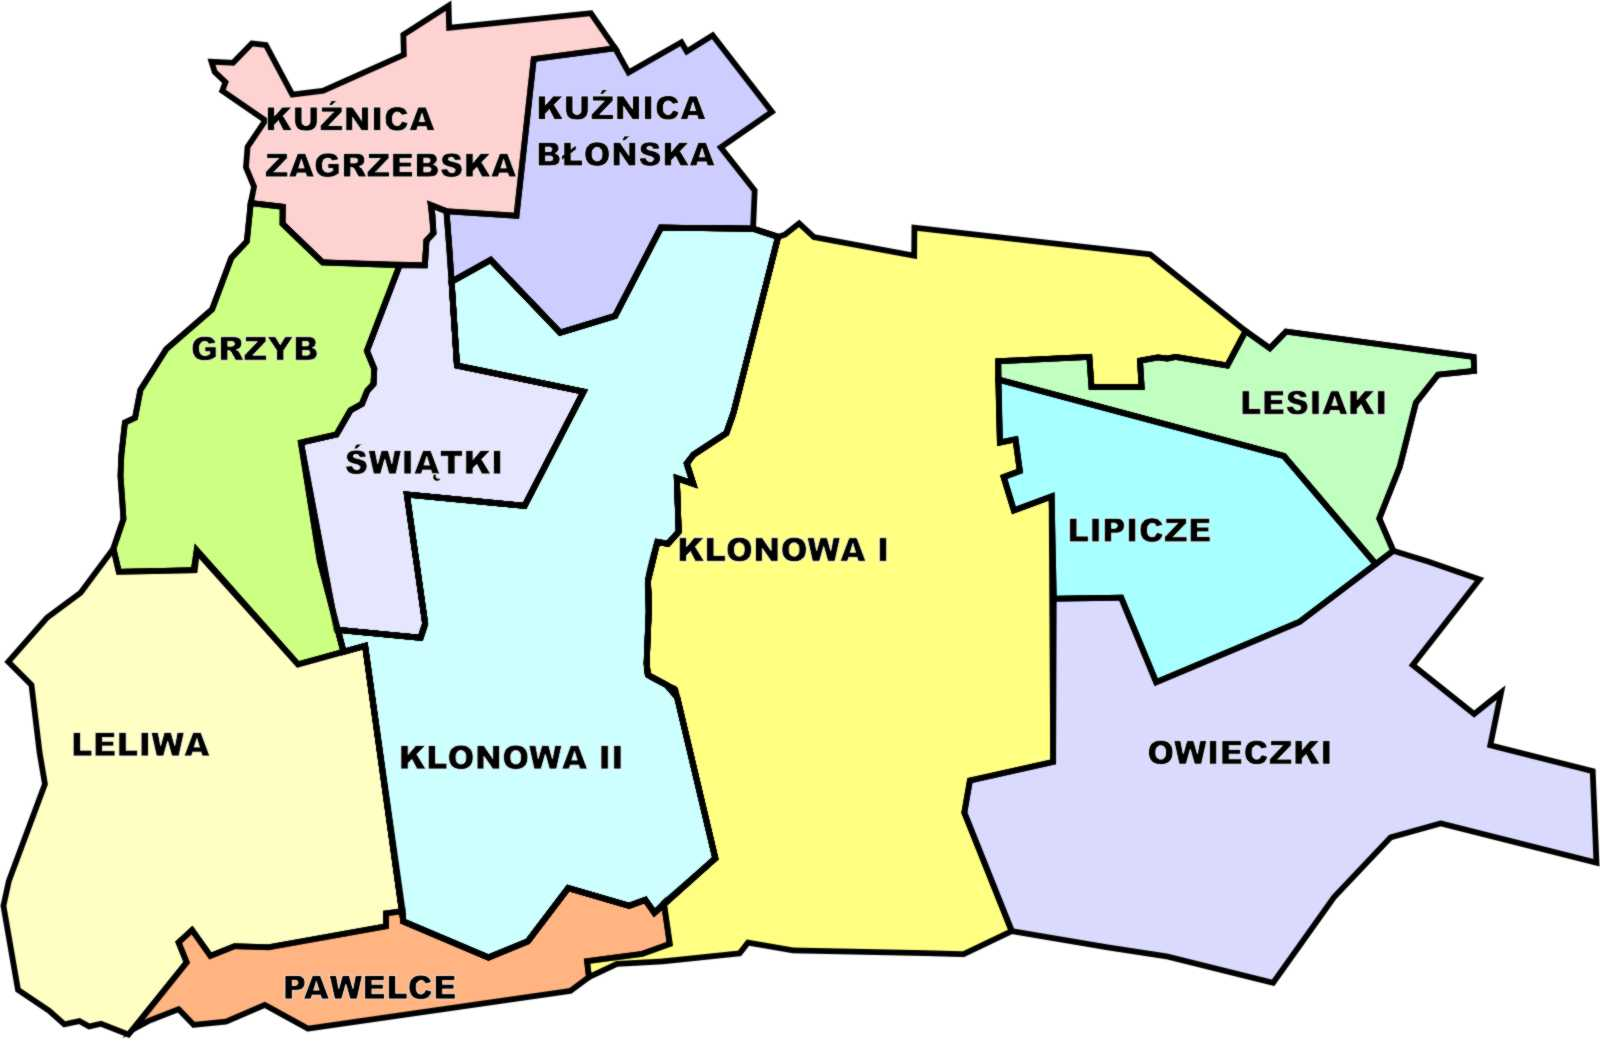 KUŹNICA
ZAGRZEBSKA
KUŹNICA
BŁOŃSKA
GRZYB
ŚWIĄTKI
LESIAKI
LIPICZE
KLONOWA I
LELIWA
KLONOWA II
OWIECZKI
PAWELCE